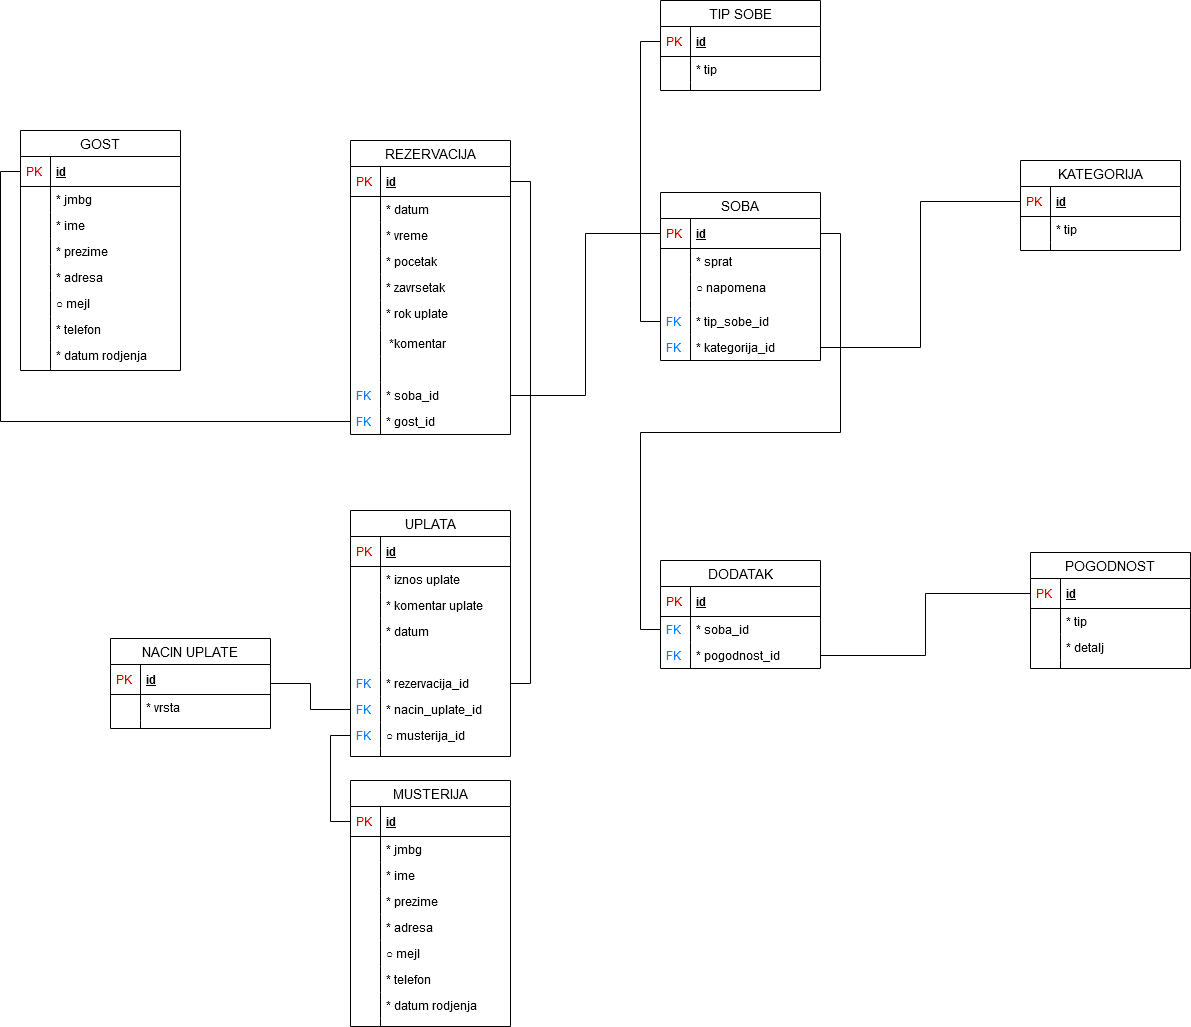 TIP SOBE
PK id
* tip
GOST
PK id
* jmbg
* ime
* prezime
* adresa
○ mejl
* telefon
* datum rodjenja
REZERVACIJA
PK id
* datum
* vreme
* pocetak
* zavrsetak
* rok uplate
*komentar
FK * soba_id
FK * gost_id
SOBA
PK id
* sprat
○ napomena
FK * tip_sobe_id
FK * kategorija_id
KATEGORIJA
PK id
* tip
UPLATA
PK id
* iznos uplate
* komentar uplate
* datum
FK * rezervacija_id
FK * nacin_uplate_id
FK ○ musterija_id
DODATAK
PK id
FK * soba_id
FK * pogodnost_id
POGODNOST
PK id
* tip
* detalj
NACIN UPLATE
PK id
* vrsta
MUSTERIJA
PK id
* jmbg
* ime
* prezime
* adresa
○ mejl
* telefon
* datum rodjenja